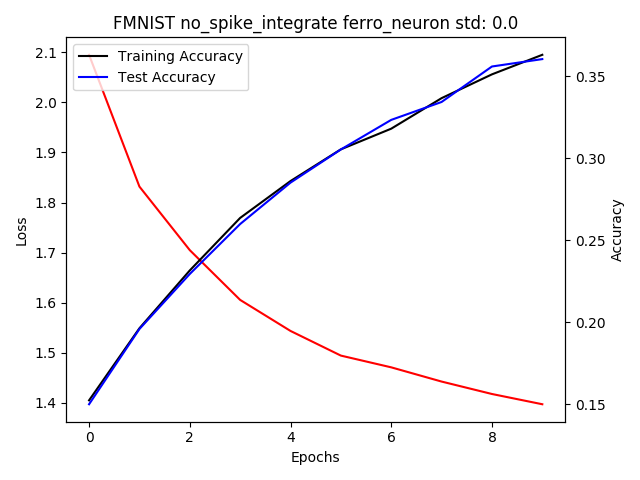 FMNIST no_spike_integrate ferro_neuron std: 0.0
Training Accuracy
Test Accuracy
2.1
2.0
1.9
1.8
1.7
1.6
1.5
1.4
Loss
0.35
0.30
0.25
0.20
0.15
Accuracy
0 2 4 6 8
Epochs